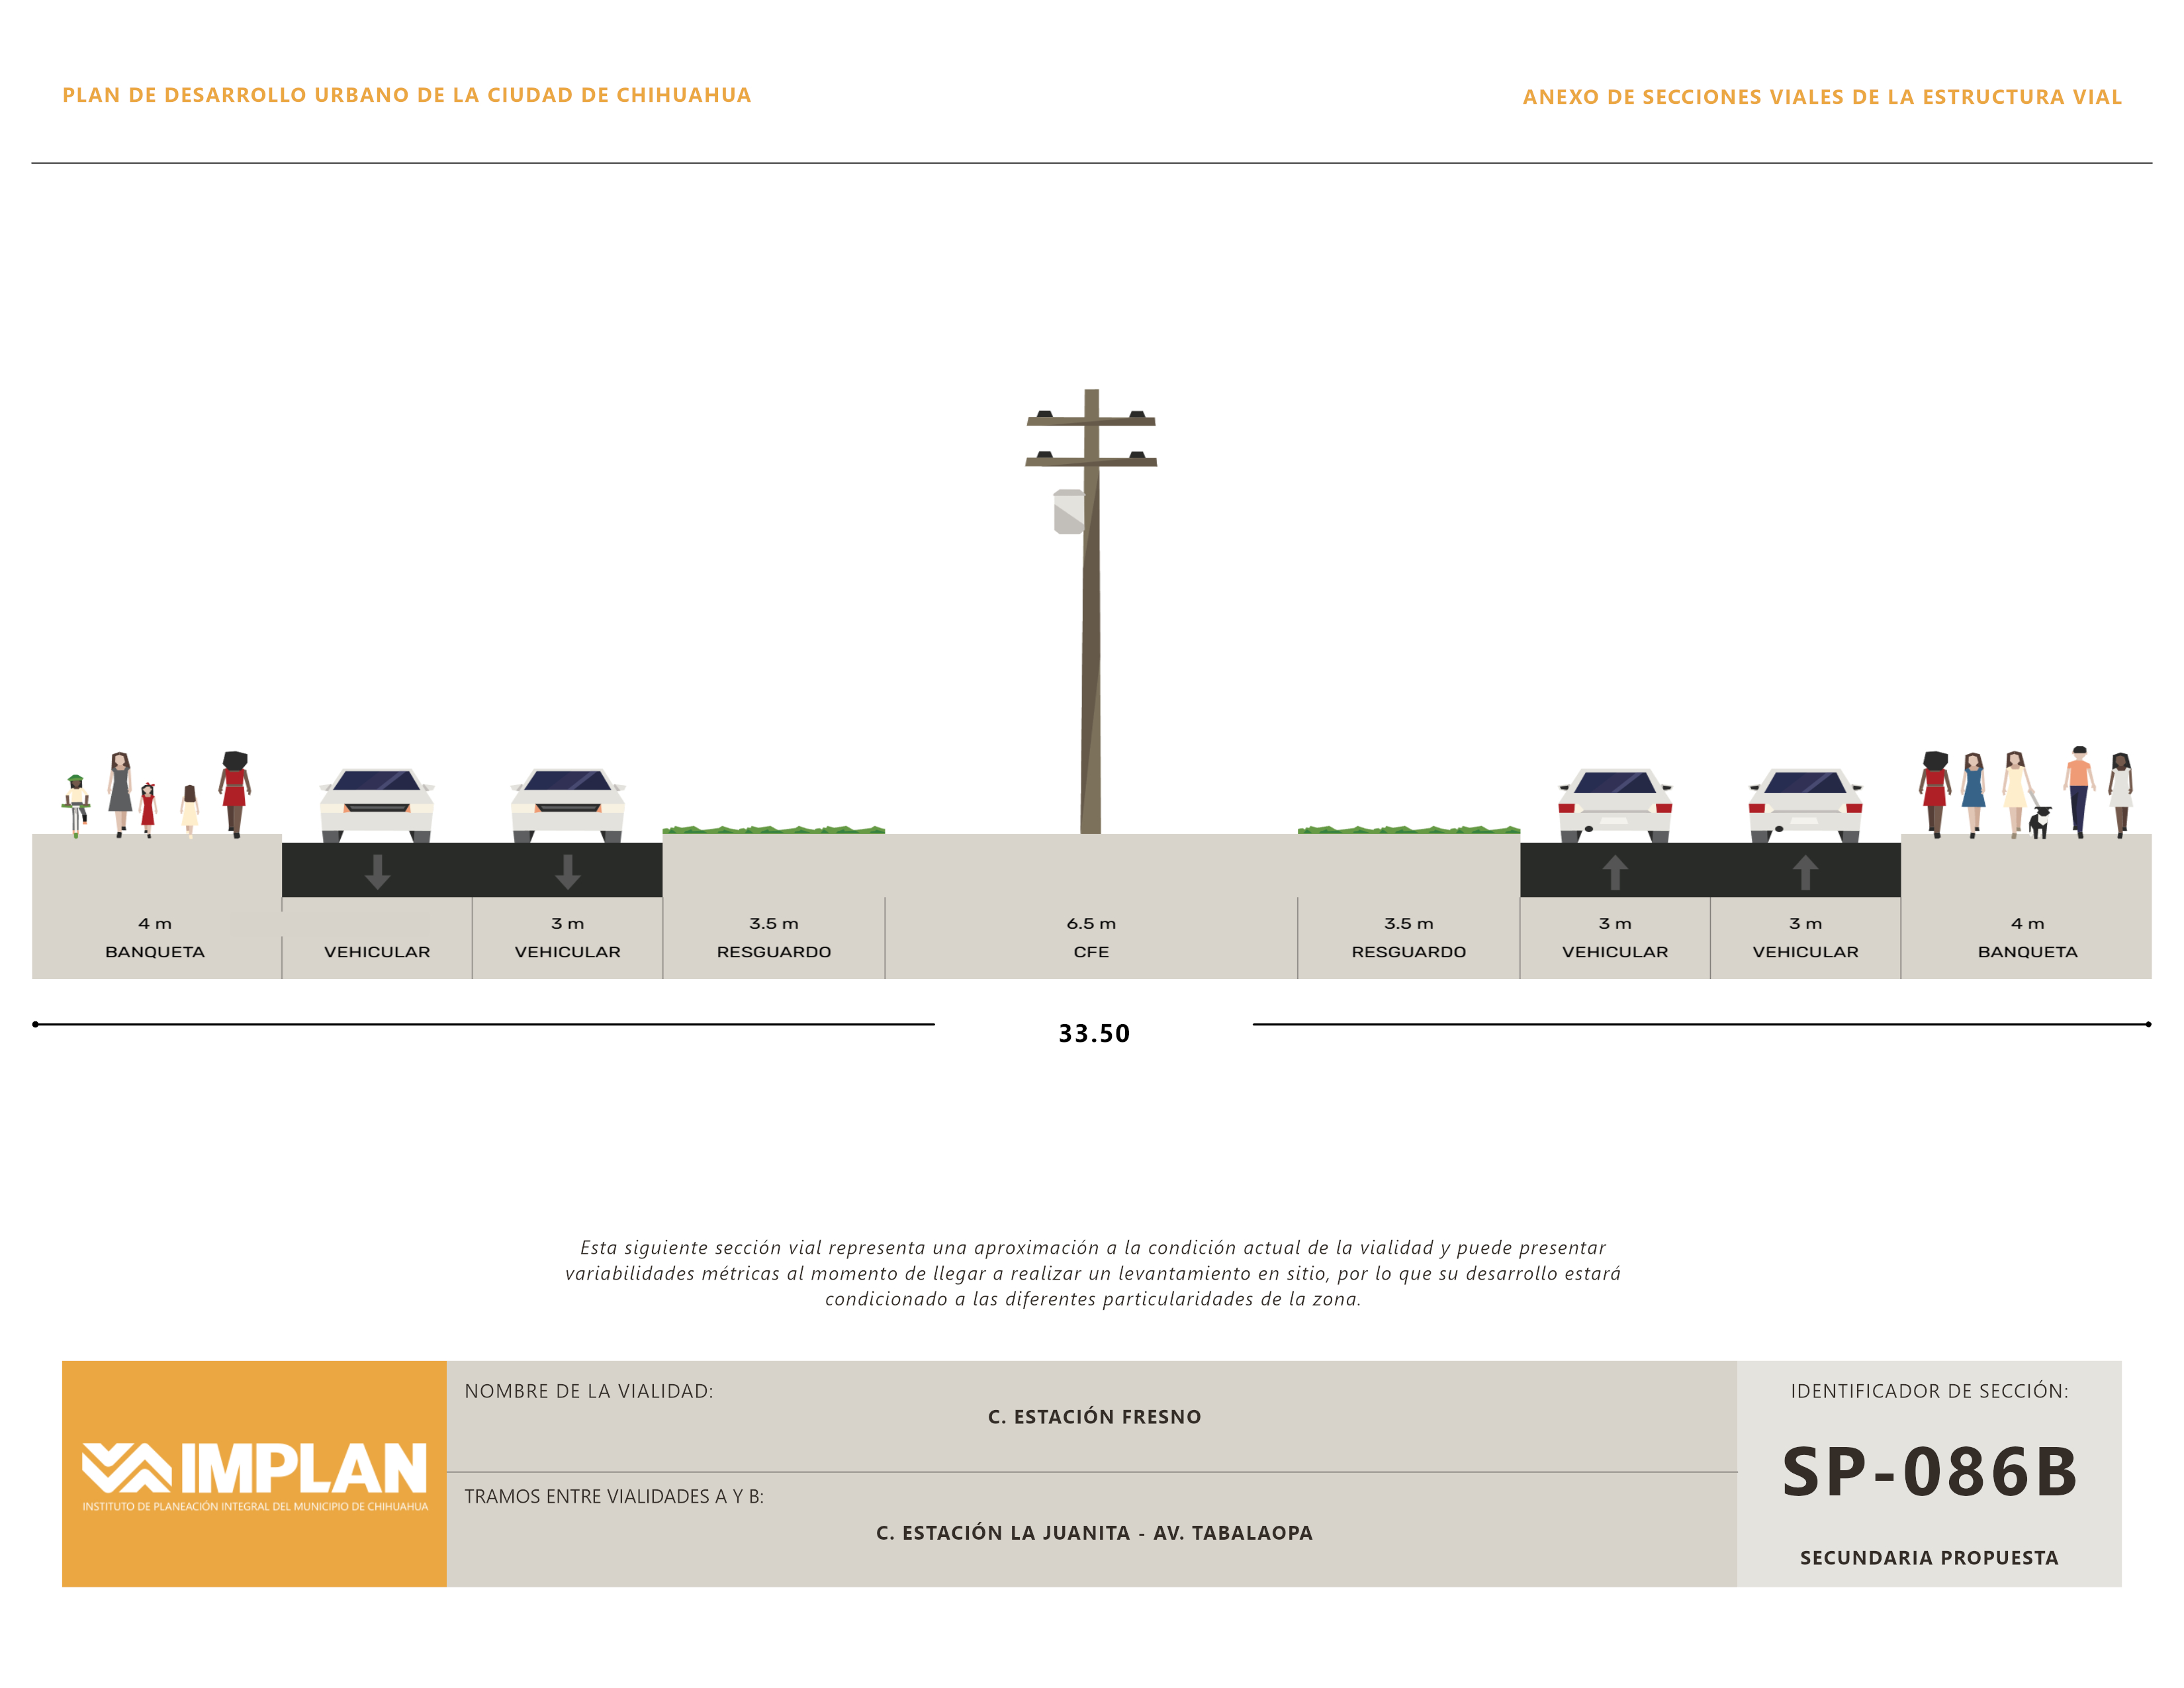 PLAN DE DESARROLLO URBANO DE LA CIUDAD DE CHIHUAHUA
ANEXO DE SECCIONES VIALES DE LA ESTRUCTURA VIAL
4 m
BANQUETA
VEHICULAR
3 m
VEHICULAR
3.5 m
RESGUARDO
6.5 m
CFE
3.5 m
RESGUARDO
3 m
VEHICULAR
3 m
VEHICULAR
4 m
BANQUETA
33.50
Esta siguiente sección vial representa una aproximación a la condición actual de la vialidad y puede presentar
variabilidades métricas al momento de llegar a realizar un levantamiento en sitio, por lo que su desarrollo estará
condicionado a las diferentes particularidades de la zona.
IMPLAN
INSTITUTO DE PLANEACIÓN INTEGRAL DEL MUNICIPIO DE CHIHUAHUA
NOMBRE DE LA VIALIDAD:
C. ESTACIÓN FRESNO
TRAMOS ENTRE VIALIDADES A Y B:
C. ESTACIÓN LA JUANITA - AV. TABALAOPA
IDENTIFICADOR DE SECCIÓN:
SP-086B
SECUNDARIA PROPUESTA